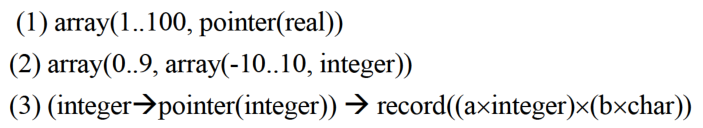 (1) array(1..100, pointer(real))
(2) array(0..9, array(-10..10, integer))
(3) (integer→pointer(integer)) → record((a×integer)×(b×char))